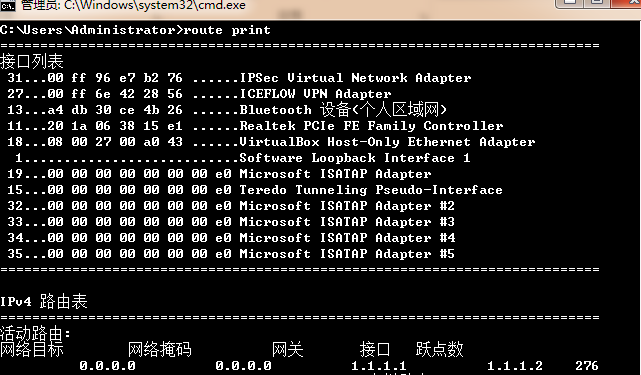 管理员: C:\Windows\system32\cmd.exe
C:\Users\Administrator>route print
===========================================================================
接口列表
31...00 ff 96 e7 b2 76 ......IPSec Virtual Network Adapter
27...00 ff 6e 42 28 56 ......ICEFLOW VPN Adapter
13...a4 db 30 ce 4b 26 ......Bluetooth 设备(个人区域网)
11...20 1a 06 38 15 e1 ......Realtek PCIe FE Family Controller
18...08 00 27 00 a0 43 ......VirtualBox Host-Only Ethernet Adapter
1...........................Software Loopback Interface 1
19...00 00 00 00 00 00 00 e0 Microsoft ISATAP Adapter
15...00 00 00 00 00 00 00 e0 Teredo Tunneling Pseudo-Interface
32...00 00 00 00 00 00 00 e0 Microsoft ISATAP Adapter #2
33...00 00 00 00 00 00 00 e0 Microsoft ISATAP Adapter #3
34...00 00 00 00 00 00 00 e0 Microsoft ISATAP Adapter #4
35...00 00 00 00 00 00 00 e0 Microsoft ISATAP Adapter #5
===========================================================================
IPv4 路由表
===========================================================================
活动路由:
网络目标 网络掩码 网关 接口 跃点数
0.0.0.0 0.0.0.0 1.1.1.1 1.1.1.2 276